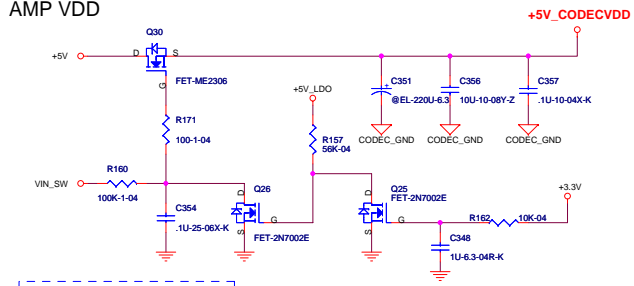 AMP VDD
+5V_CODECVDD
Q30
+5V
D
S
G
FET-ME2306
C351
@EL-220U-6.3
C356
10U-10-08Y-Z
C357
.1U-10-04X-K
+5V_LDO
CODEC_GND
CODEC_GND
CODEC_GND
R171
100-1-04
R157
56K-04
R160
VIN_SW
100K-1-04
Q26
D
G
S
FET-2N7002E
Q25
FET-2N7002E
D
G
S
+3.3V
C354
.1U-25-06X-K
R162
10K-04
C348
1U-6.3-04R-K